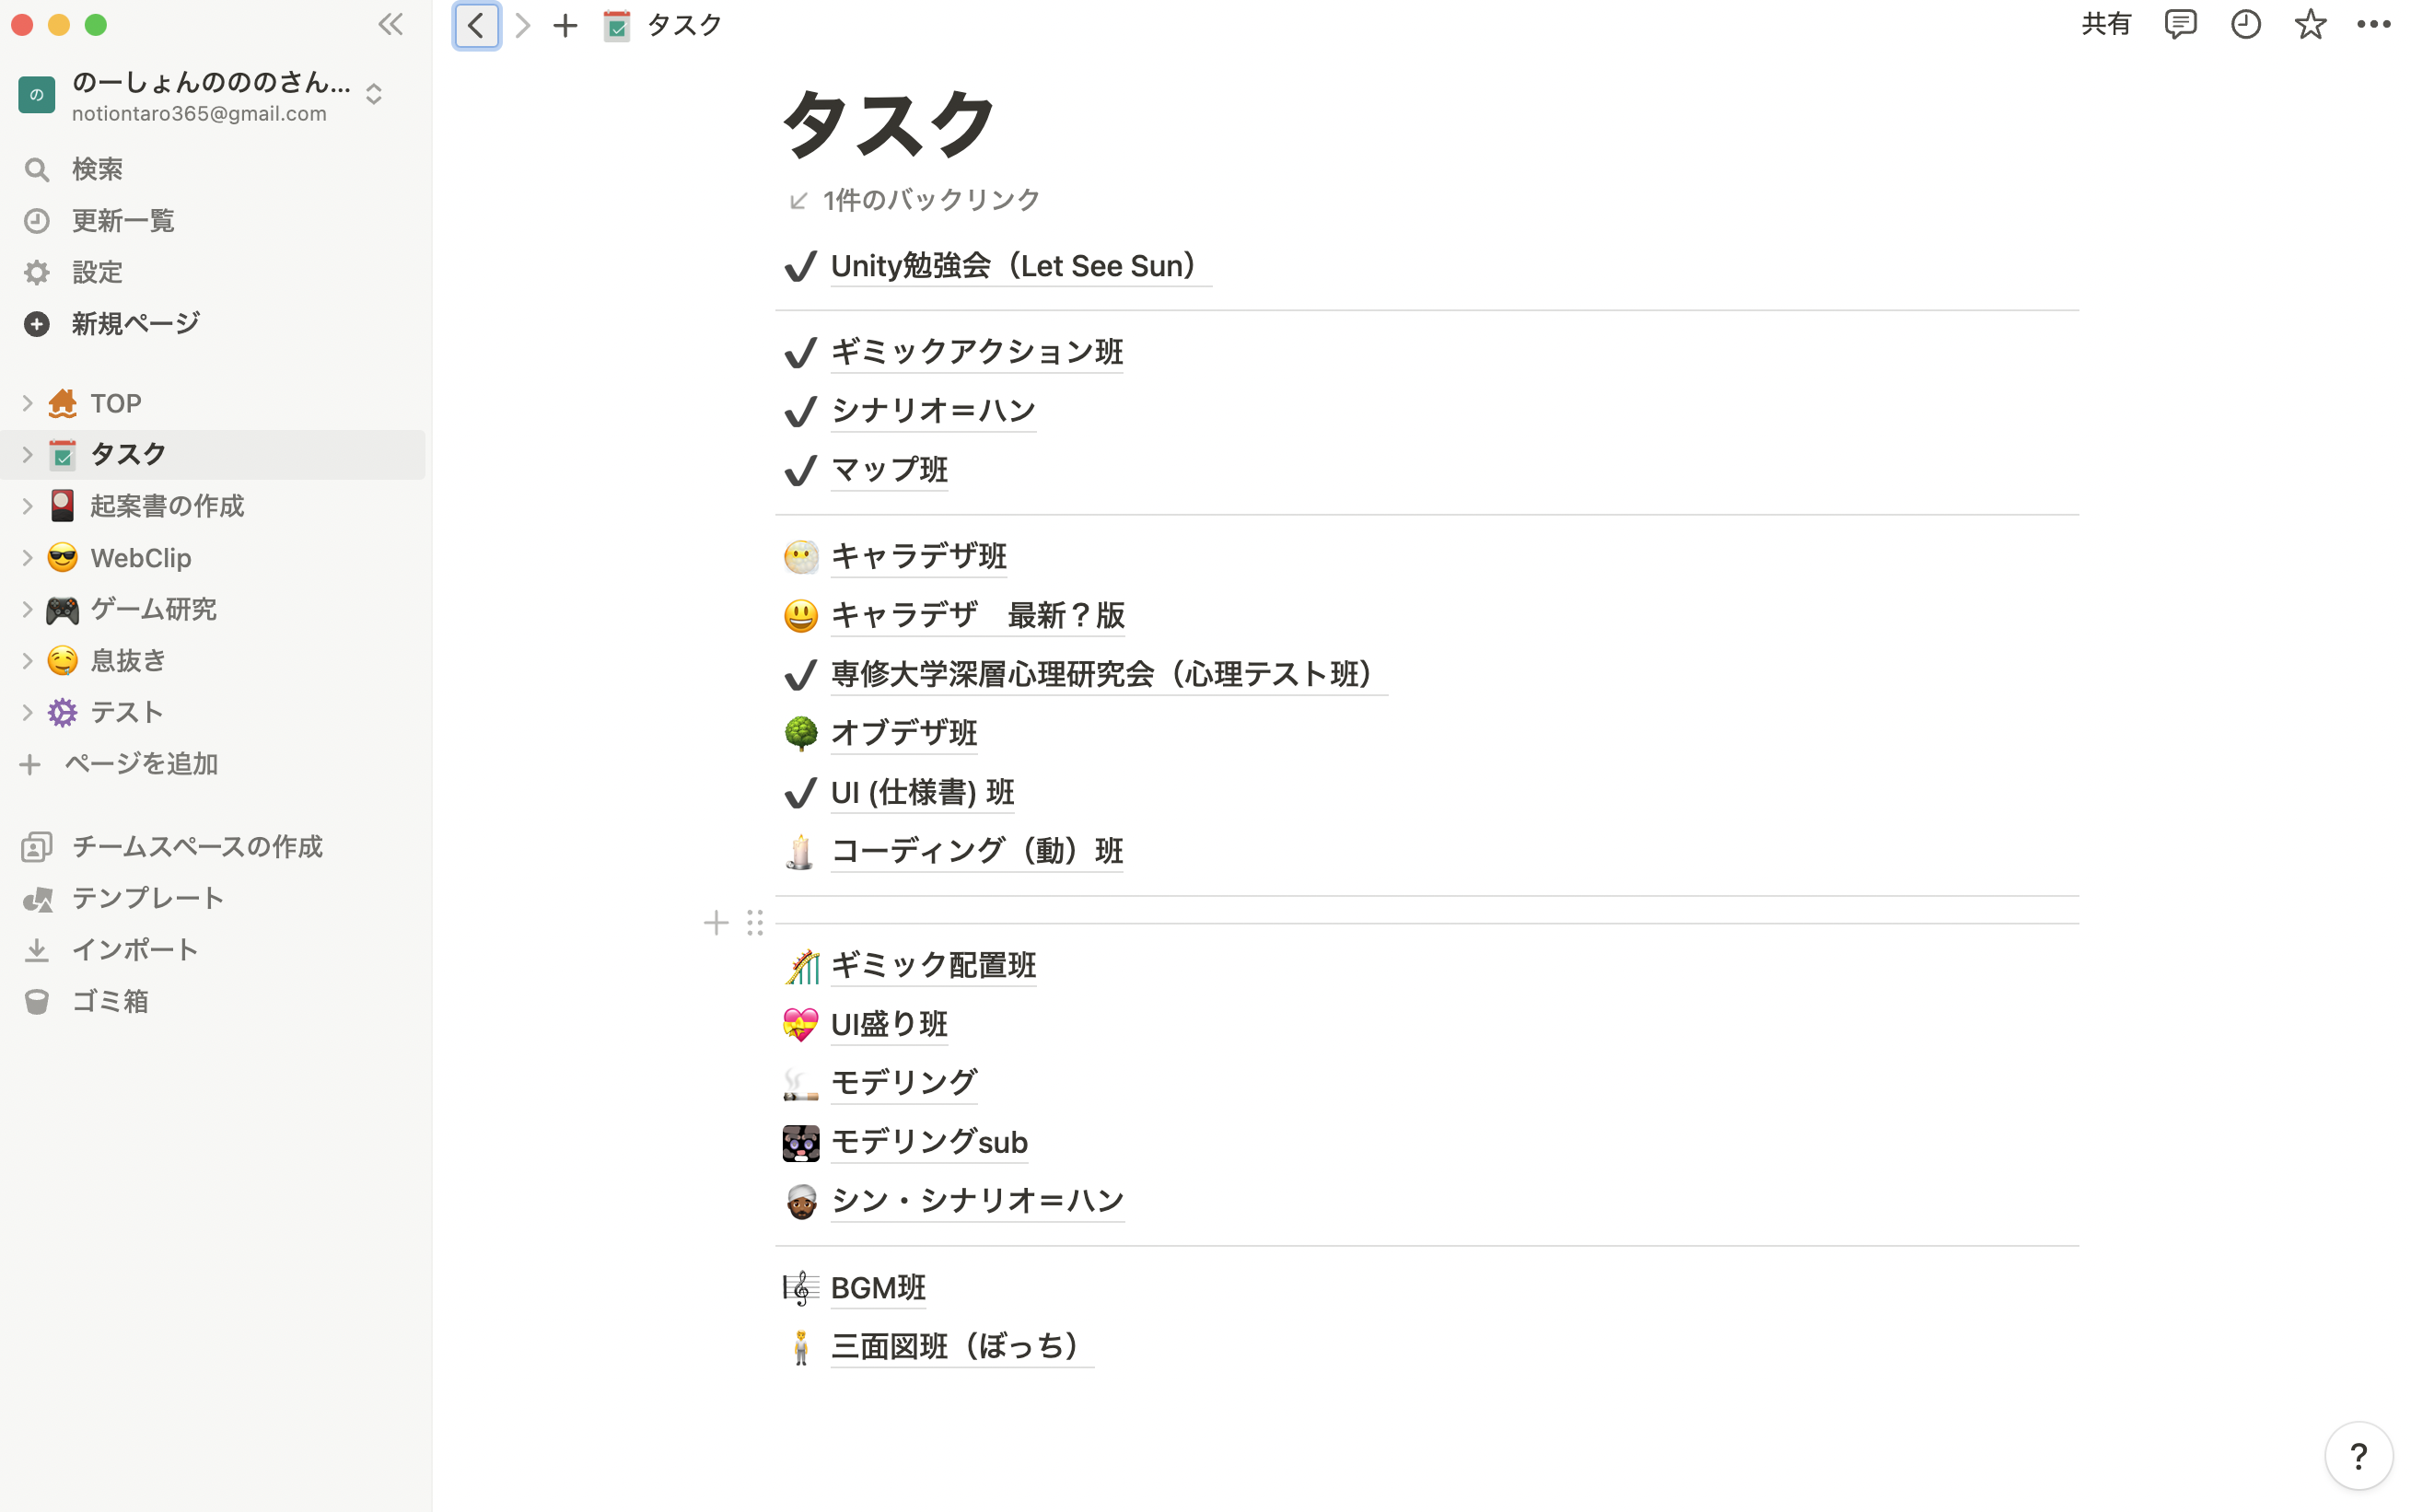 タスク
共有
の
のーしょんのののさん...
notiontaro365@gmail.com
検索
更新一覧
設定
新規ページ
TOP
タスク
起案書の作成
WebClip
ゲーム研究
息抜き
テスト
ページを追加
チームスペースの作成
テンプレート
インポート
ゴミ箱
タスク
1件のバックリンク
Unity勉強会（Let See Sun）
ギミックアクション班
シナリオ＝ハン
マップ班
キャラデザ班
キャラデザ　最新？版
専修大学深層心理研究会（心理テスト班）
オブデザ班
UI (仕様書) 班
コーディング（動）班
ギミック配置班
UI盛り班
モデリング
モデリングsub
シン・シナリオ＝ハン
BGM班
三面図班（ぼっち）
?